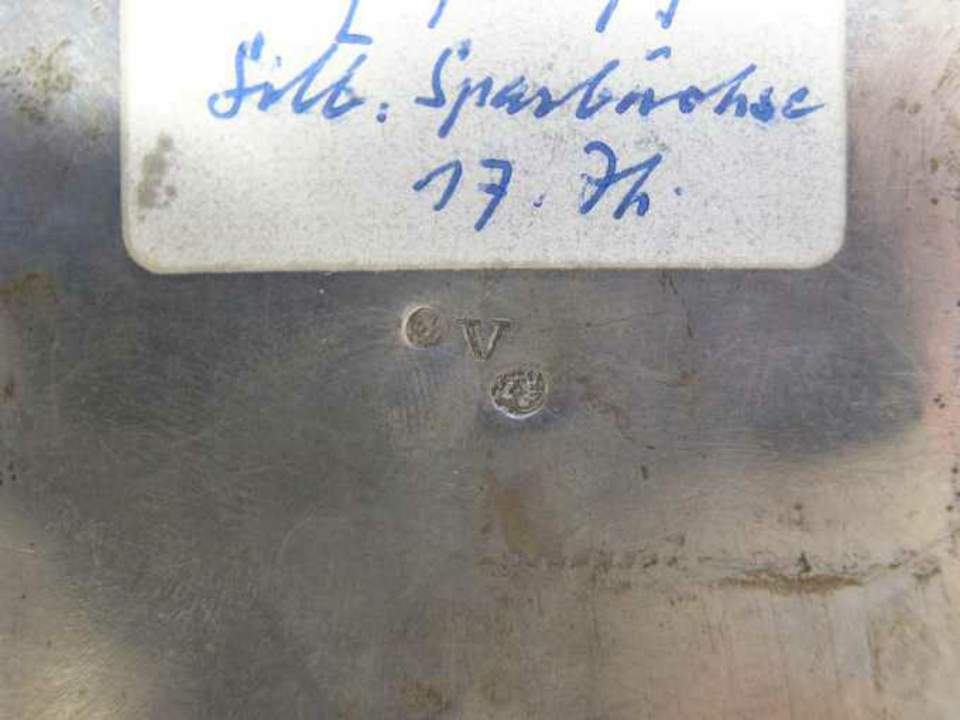 Silb. Sparbüchse
17. Jh.
V